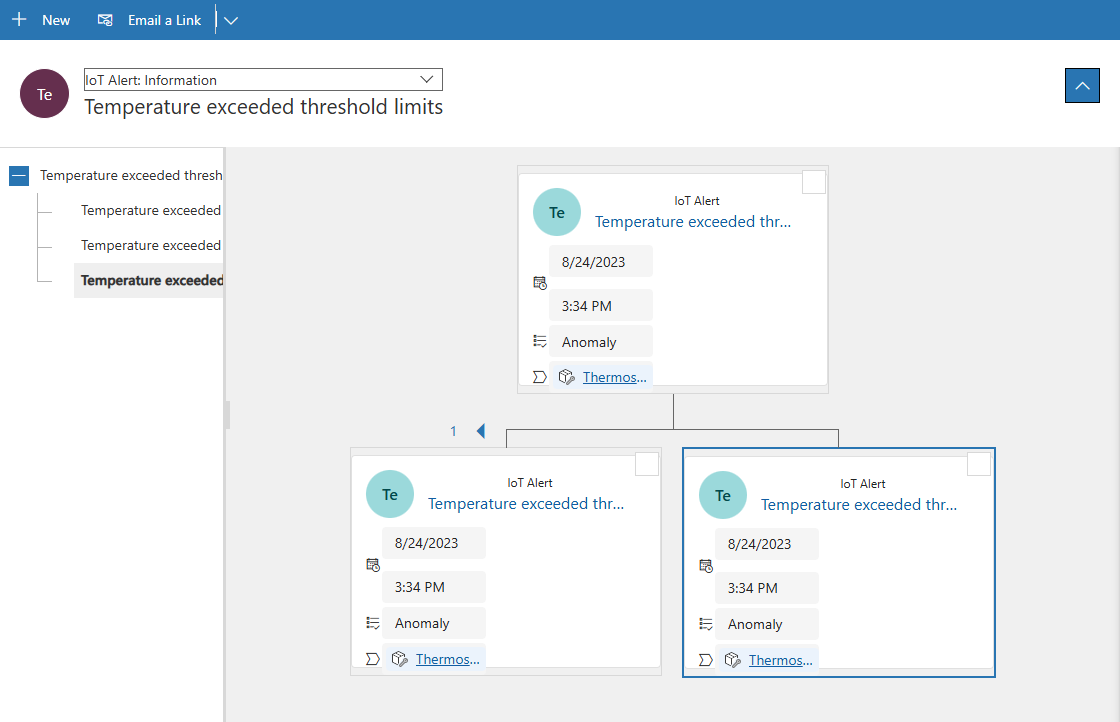 New
Email a Link
Te
IoT Alert: Information
Temperature exceeded threshold limits
Temperature exceeded thresh
Temperature exceeded
Temperature exceeded
Temperature exceeded
Te
IoT Alert
Temperature exceeded thr...
8/24/2023
3:34 PM
Anomaly
Thermos...
1
Te
IoT Alert
Temperature exceeded thr...
8/24/2023
3:34 PM
Anomaly
Thermos...
Te
IoT Alert
Temperature exceeded thr...
8/24/2023
3:34 PM
Anomaly
Thermos...